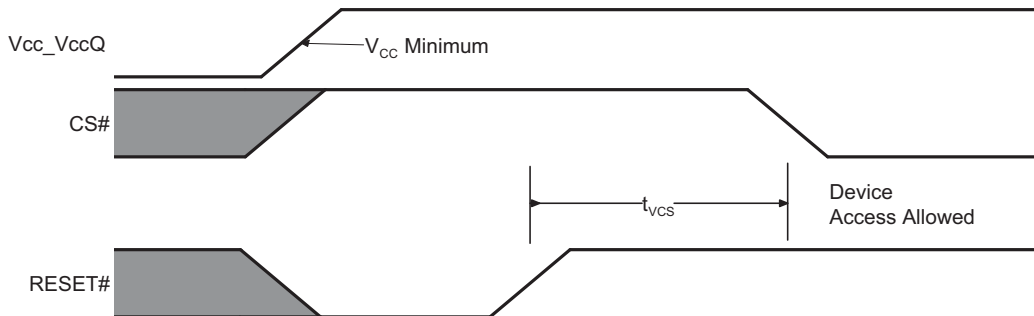 Vcc_VccQ
VCC Minimum
CS#
tVCS
Device
Access Allowed
RESET#